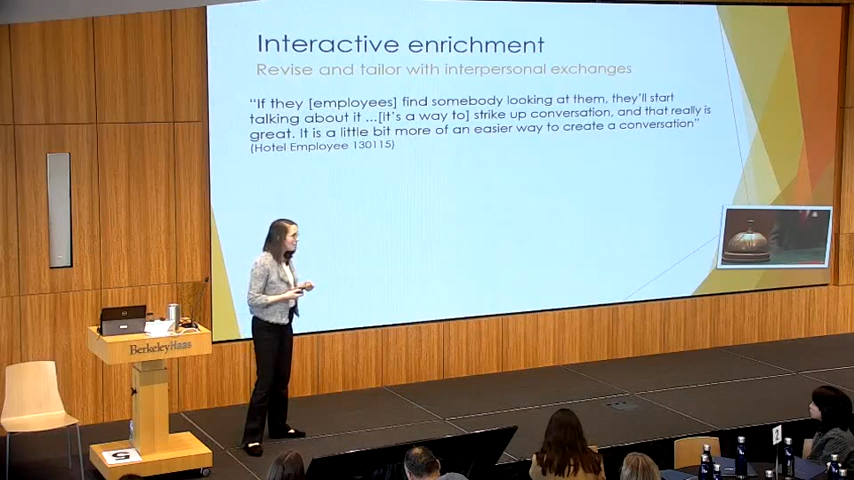 Interactive enrichment
Revise and tailor with interpersonal exchanges
“If they [employees] find somebody looking at them, they’ll start
talking about it ...[it’s a way to] strike up conversation, and that really is
great. It is a little bit more of an easier way to create a conversation”
(Hotel Employee 130115)
BerkeleyHaas
5
2